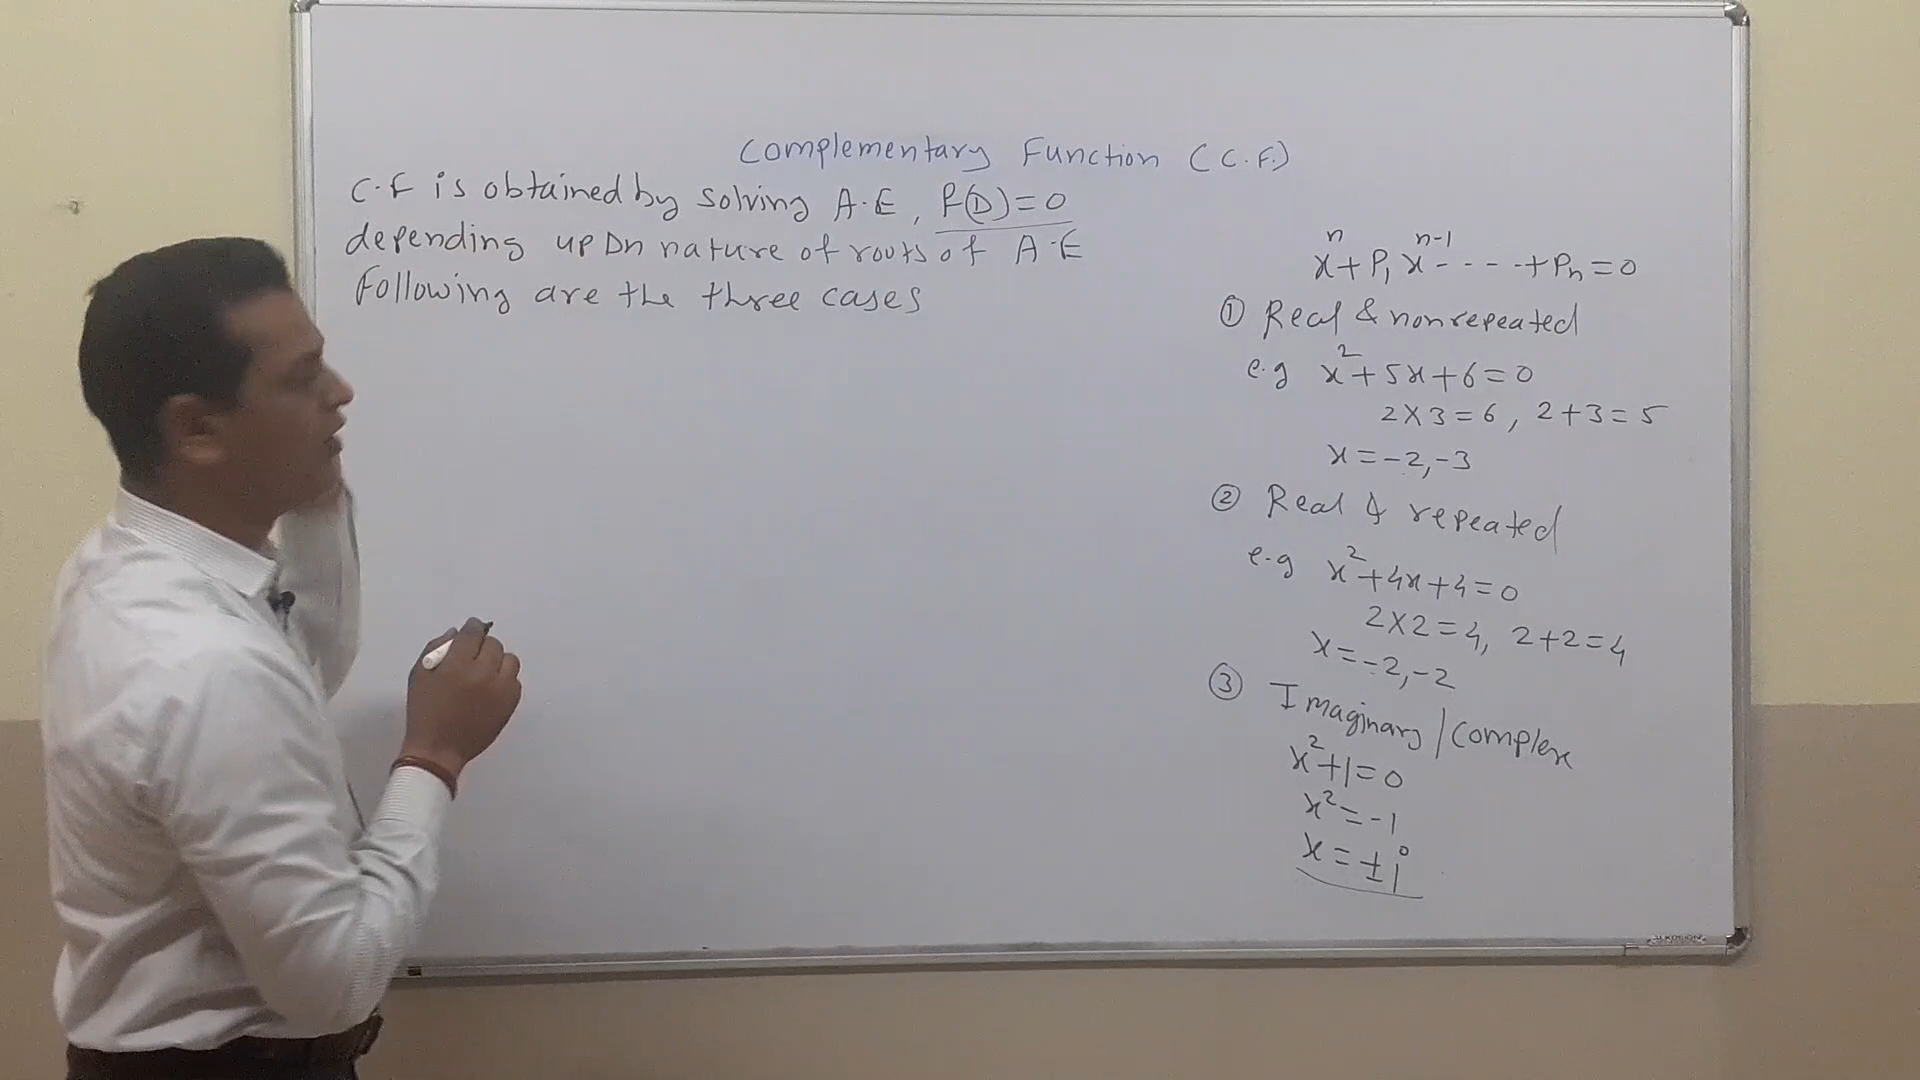 Complementary Function (C.F.)
C.F is obtained by solving A.E, f(D)=0
depending upon nature of roots of A.E
Following are the three cases
xⁿ+P₁xⁿ⁻¹----+Pₙ=0
① Real & nonrepeated
e.g x²+5x+6=0
2×3=6, 2+3=5
x=-2,-3
② Real & repeated
e-g x²+4x+4=0
2×2=4, 2+2=4
x=-2,-2
③ Imaginary/Complex
x²+1=0
x²=-1
x=±i